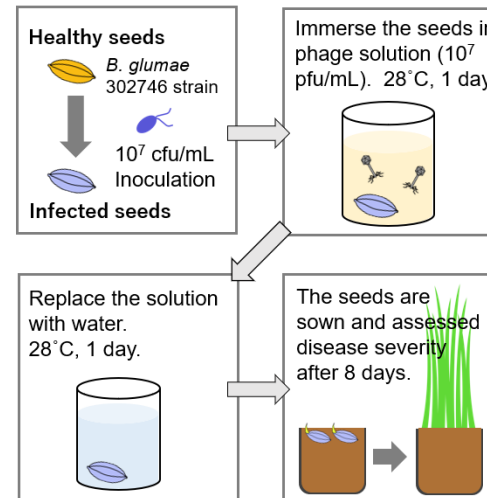 Healthy seeds
B. glumae
302746 strain
10⁷ cfu/mL
Inoculation
Infected seeds
Immerse the seeds in
phage solution (10⁷
pfu/mL). 28°C, 1 day
Replace the solution
with water.
28°C, 1 day.
The seeds are
sown and assessed
disease severity
after 8 days.